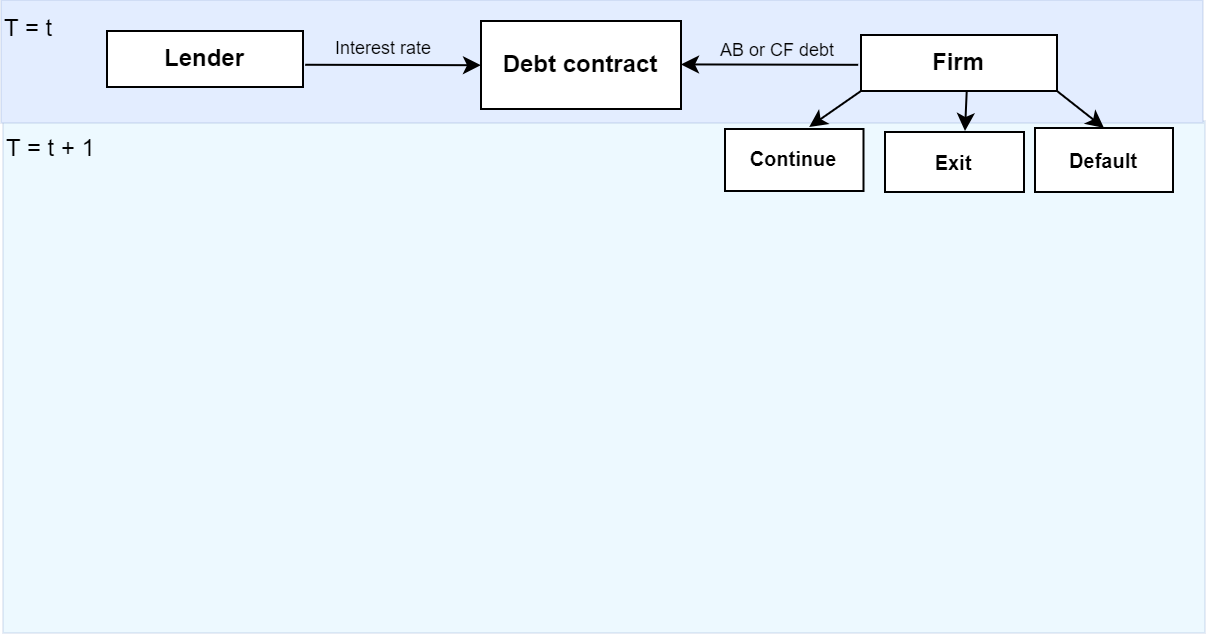 T = t
Lender
Interest rate
Debt contract
AB or CF debt
Firm
T = t + 1
Continue
Exit
Default